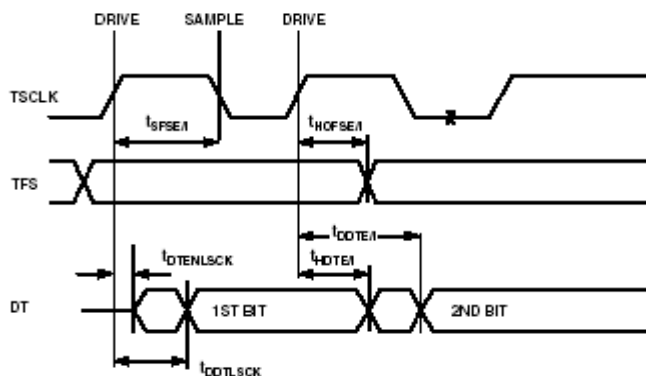 DRIVE SAMPLE DRIVE
TSCLK
tSFSE/I tHOFSE/I
TFS
tDDTE/I
tDTENLSCK tHDTE/I
DT 1ST BIT 2ND BIT
tDDTLSCK